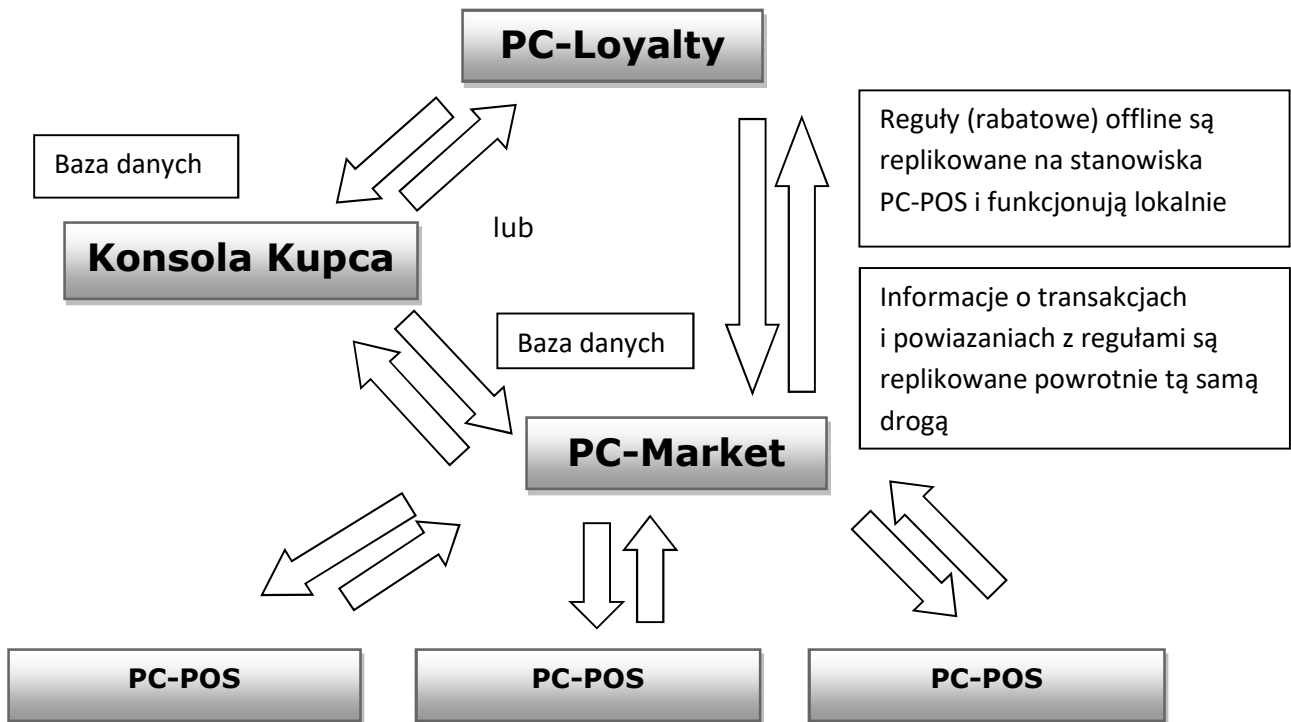 PC-Loyalty
Baza danych
Konsola Kupca
lub
Reguły (rabatowe) offline są
replikowane na stanowiska
PC-POS i funkcjonują lokalnie
Informacje o transakcjach
i powiazaniach z regułami są
replikowane powrotnie tą samą
drogą
Baza danych
PC-Market
PC-POS
PC-POS
PC-POS